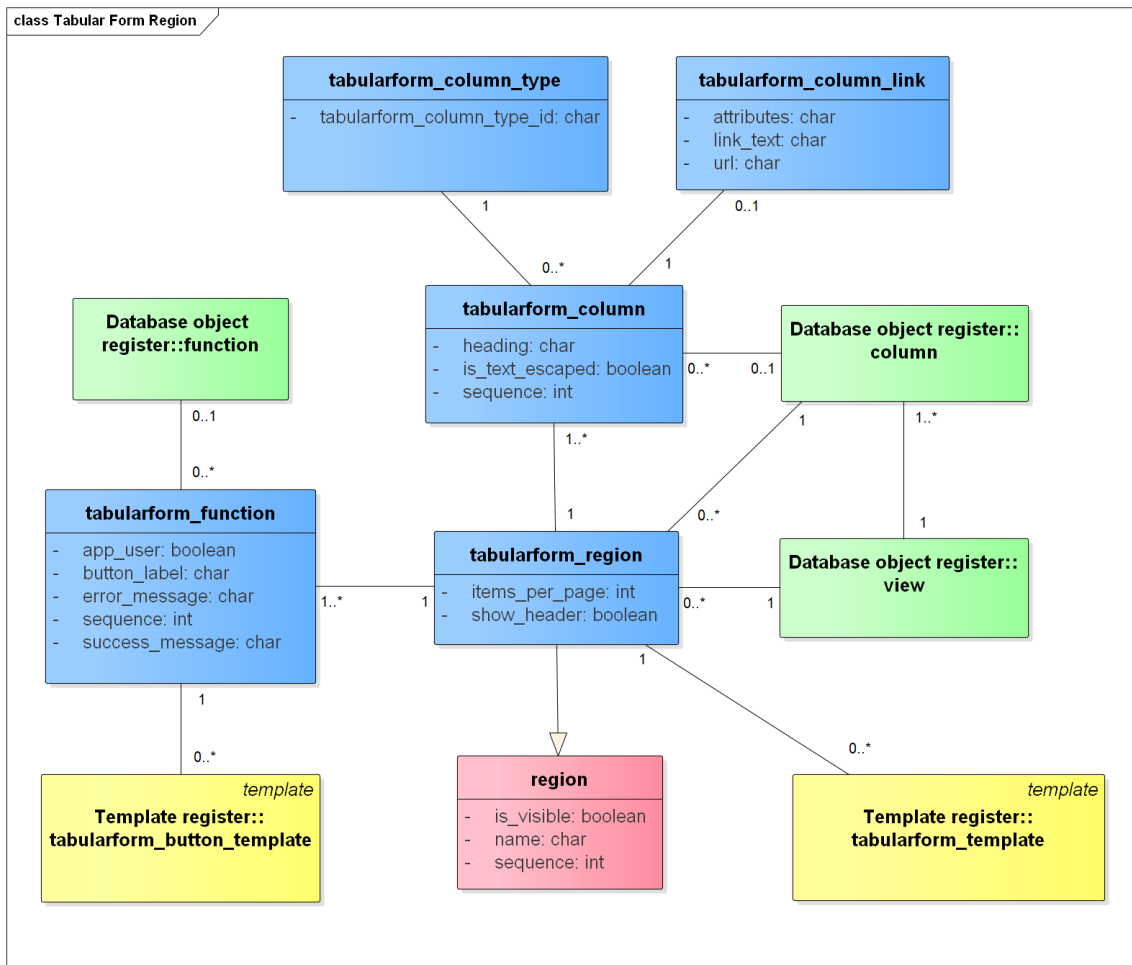 class Tabular Form Region
tabularform_column_type
- tabularform_column_type_id: char
tabularform_column_link
- attributes: char
- link_text: char
- url: char
1
0..1
0..*
1
Database object
register::function
tabularform_column
- heading: char
- is_text_escaped: boolean
- sequence: int
Database object register::
column
0..*
0..1
0..1
1..*
1
1..*
0..*
1
0..*
1
tabularform_function
- app_user: boolean
- button_label: char
- error_message: char
- sequence: int
- success_message: char
tabularform_region
- items_per_page: int
- show_header: boolean
Database object register::
view
1..*
1
0..*
1
1
1
0..*
0..*
template
Template register::
tabularform_button_template
region
- is_visible: boolean
- name: char
- sequence: int
template
Template register::
tabularform_template